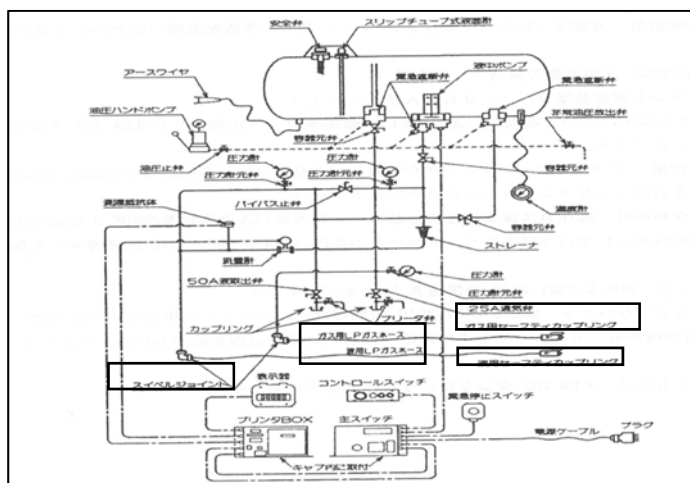 安全弁
スリップチューブ式液面計
アースワイヤ
緊急遮断弁
液中ポンプ
緊急遮断弁
油圧ハンドポンプ
非常油圧放出弁
容器元弁
油圧止弁
圧力計
圧力計
容器元弁
圧力計元弁
圧力計元弁
バイパス止弁
温度計
測温抵抗体
容器元弁
流量計
ストレーナ
圧力計
50A液取出弁
圧力計元弁
25A通気弁
カップリング
ブリーダ弁
ガス用セーフティカップリング
ガス用LPガスホース
液用LPガスホース
液用セーフティカップリング
スイベルジョイント
表示器
コントロールスイッチ
緊急停止スイッチ
プリンタBOX
主スイッチ
プラグ
電源ケーブル
キャブ内に取付